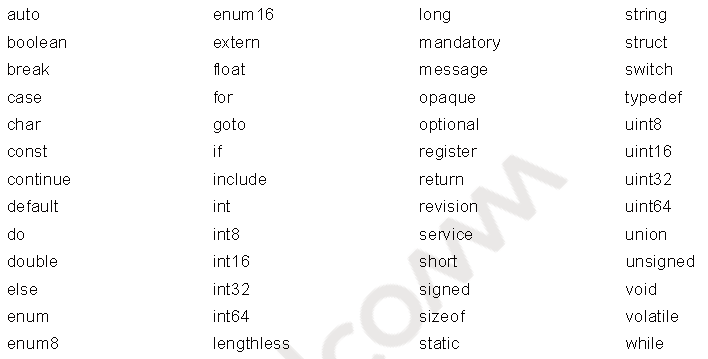 auto enum16 long string
boolean extern mandatory struct
break float message switch
case for opaque typedef
char goto optional uint8
const if register uint16
continue include return uint32
default int revision uint64
do int8 service union
double int16 short unsigned
else int32 signed void
enum int64 sizeof volatile
enum8 lengthless static while